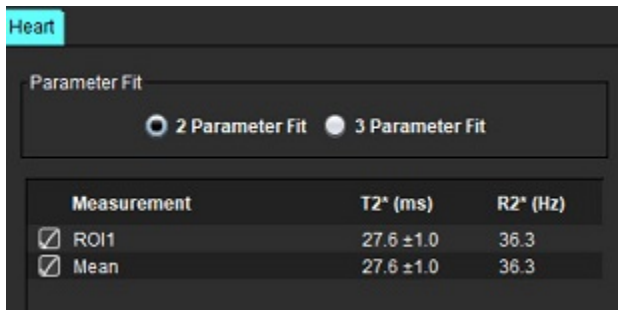 Heart
Parameter Fit
2 Parameter Fit 3 Parameter Fit
Measurement T2* (ms) R2* (Hz)
ROI1 27.6 ±1.0 36.3
Mean 27.6 ±1.0 36.3